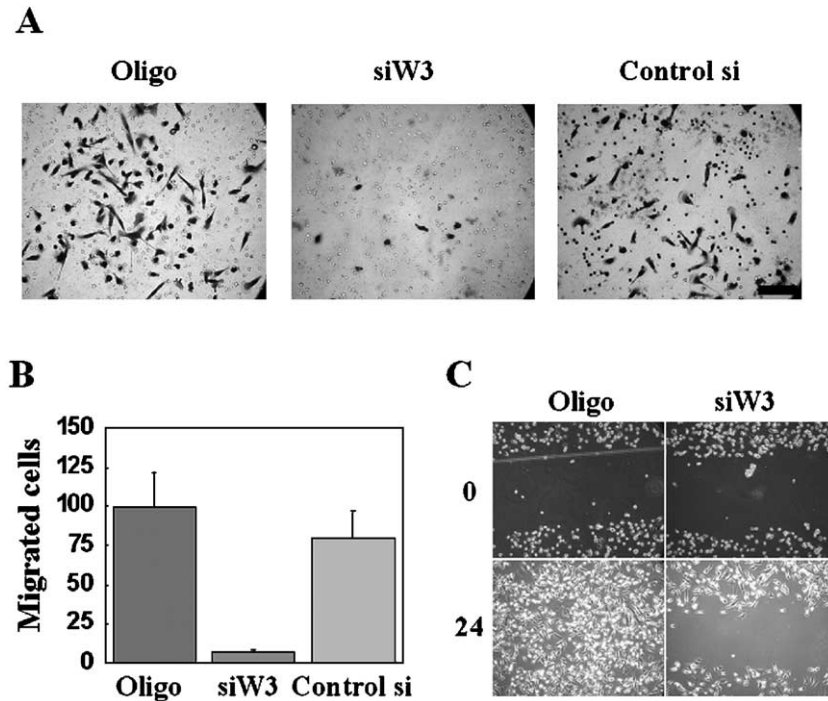 A
Oligo siW3 Control si
B
150
125
100
75
50
25
0
Migrated cells
Oligo siW3 Control si
C
Oligo siW3
0
24